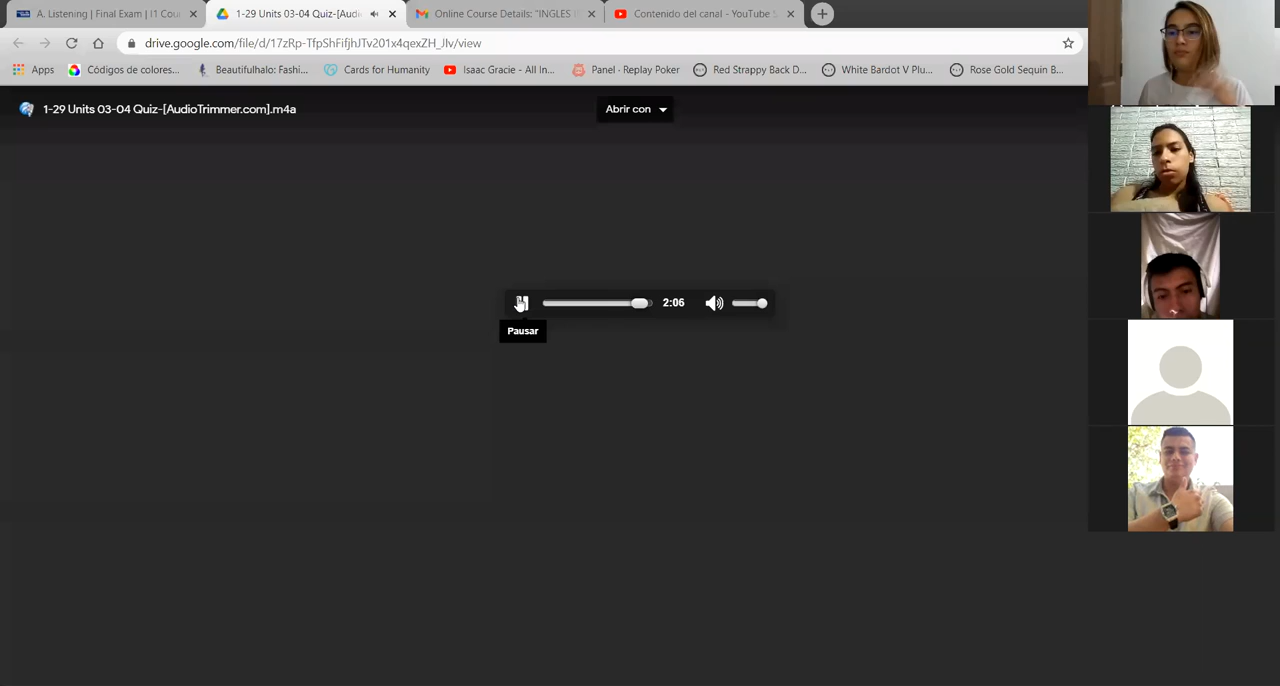 A. Listening | Final Exam | I1 Cour
1-29 Units 03-04 Quiz-[Audi
Online Course Details: "INGLES I
Contenido del canal - YouTube S
drive.google.com/file/d/17zRp-TfpShFifjhJTv201x4qexZH_Jlv/view
Apps
Códigos de colores...
Beautifulhalo: Fashi...
Cards for Humanity
Isaac Gracie - All In...
Panel - Replay Poker
Red Strappy Back D...
White Bardot V Plu...
Rose Gold Sequin B...
1-29 Units 03-04 Quiz-[AudioTrimmer.com].m4a
Abrir con
2:06
Pausar